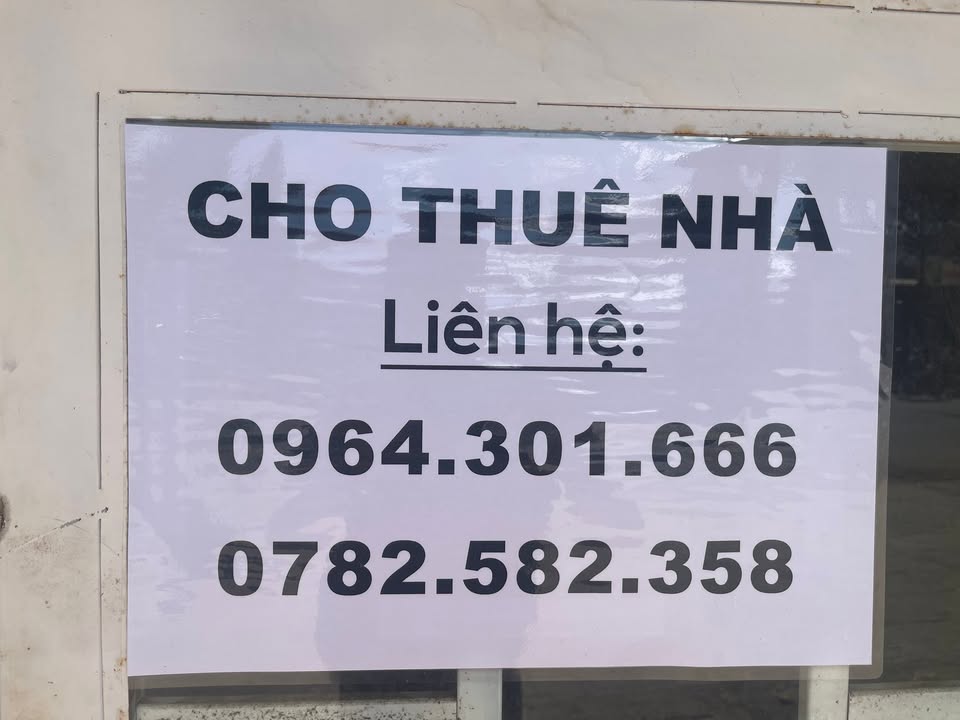 CHO THUÊ NHÀ
Liên hệ:
0964.301.666
0782.582.358